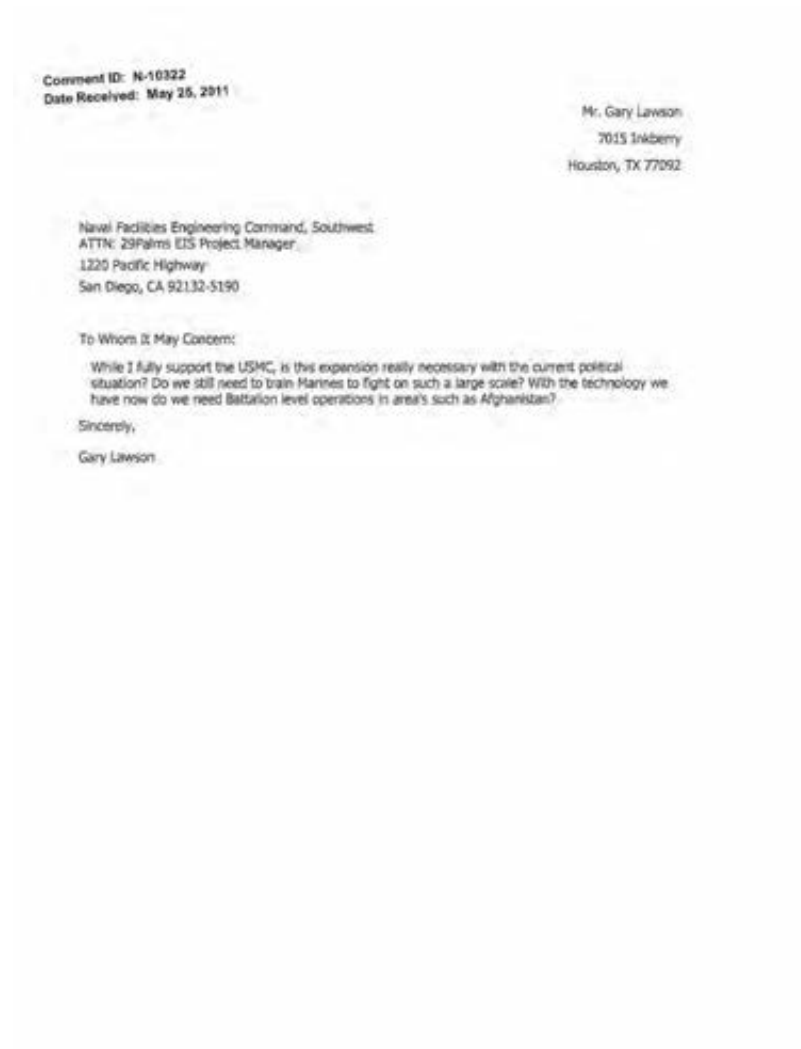 Comment ID: N-10322
Date Received: May 25, 2011
Mr. Gary Lawson
7015 Inkberry
Houston, TX 77092
Naval Facilities Engineering Command, Southwest
ATTN: 29Palms EIS Project Manager
1220 Pacific Highway
San Diego, CA 92132-5190
To Whom It May Concern:
While I fully support the USMC, is this expansion really necessary with the current political
situation? Do we still need to train Marines to fight on such a large scale? With the technology we
have now do we need Battalion level operations in area's such as Afghanistan?
Sincerely,
Gary Lawson